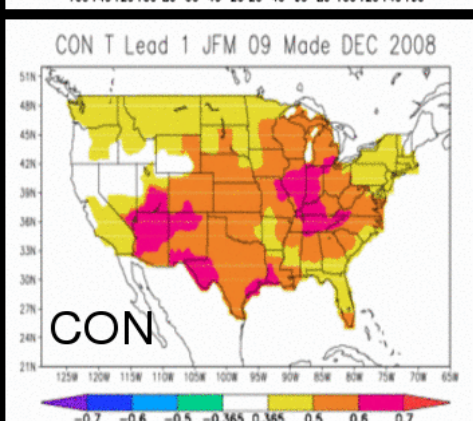 CON T Lead 1 JFM 09 Made DEC 2008
51N
48N
45N
42N
39N
36N
33N
30N
27N
24N
21N
CON
125W 120W 115W 110W 105W 100W 95W 90W 85W 80W 75W 70W 65W
-0.7 -0.6 -0.5 -0.365 0.365 0.5 0.6 0.7